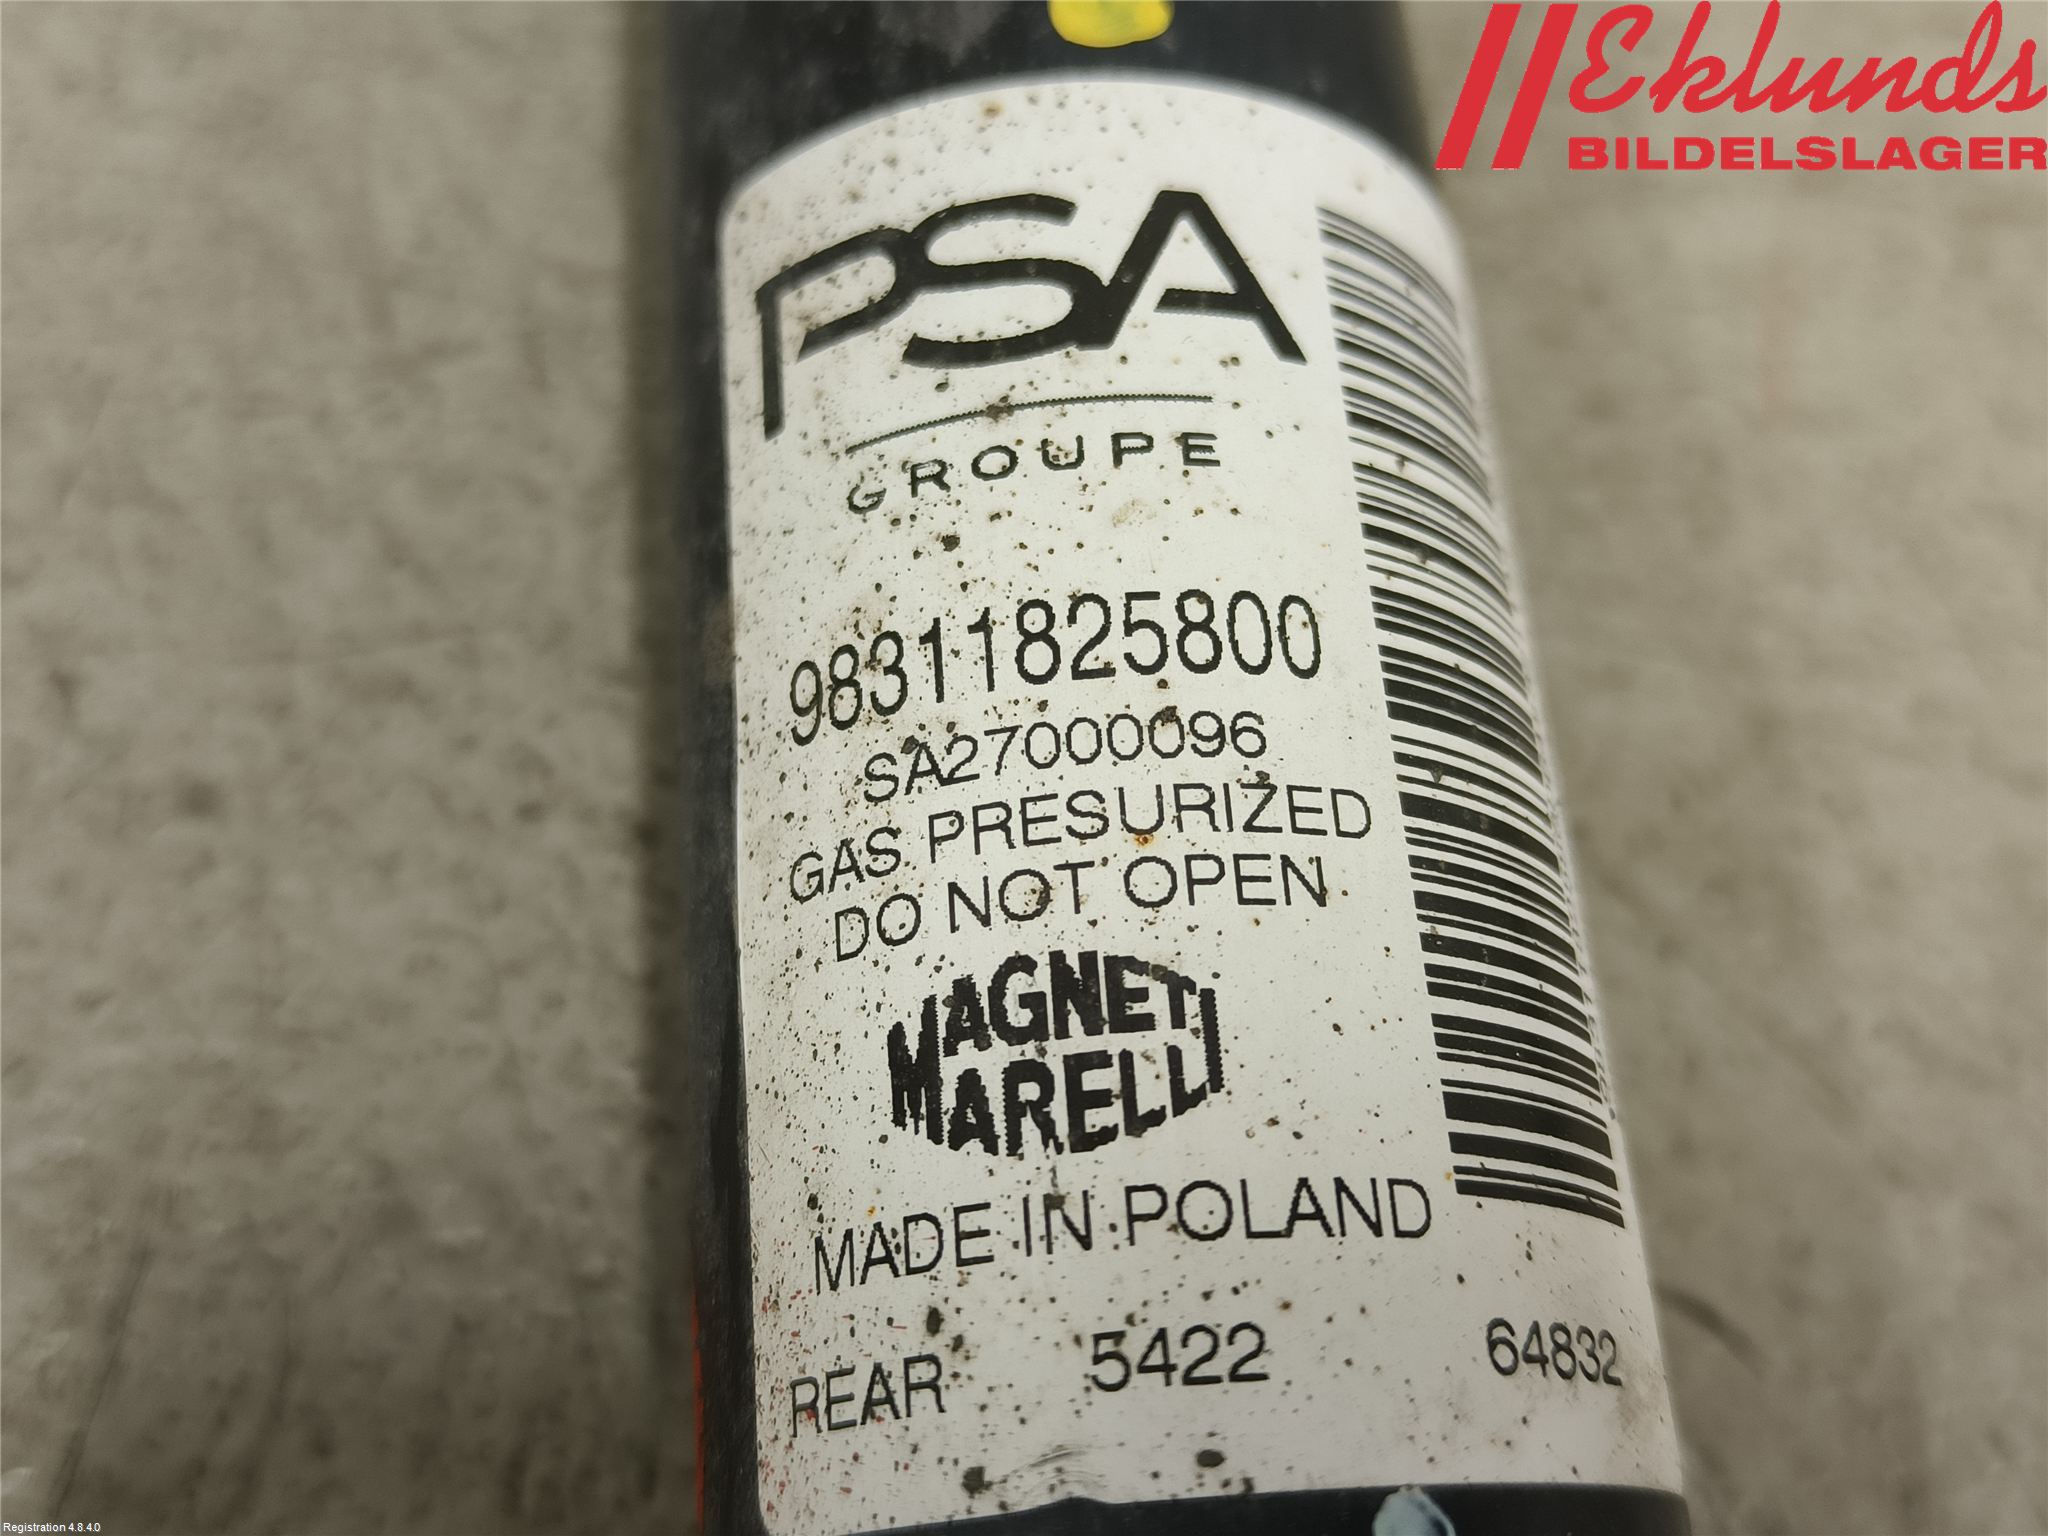 Eklunds
BILDELSLAGER
PSA
GROUPE
98311825800
SA27000096
GAS PRESURIZED
DO NOT OPEN
MAGNETI
MARELLI
MADE IN POLAND
REAR 5422 64832
Registration 4.8.4.0